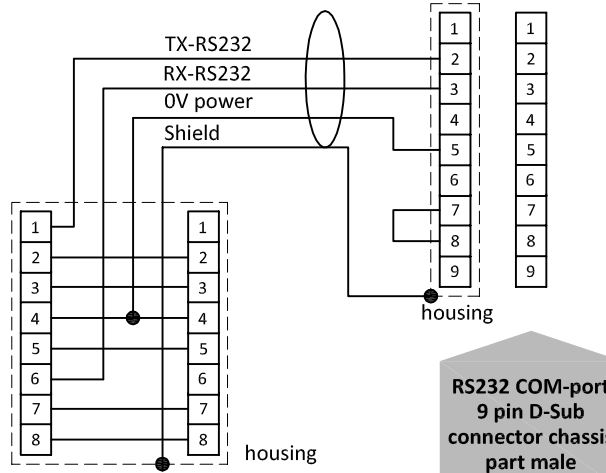 TX-RS232
RX-RS232
0V power
Shield
1 1
2 2
3 3
4 4
5 5
6 6
7 7
8 8
9 9
housing
1 1
2 2
3 3
4 4
5 5
6 6
7 7
8 8
housing
RS232 COM-port
9 pin D-Sub
connector chassis
part male